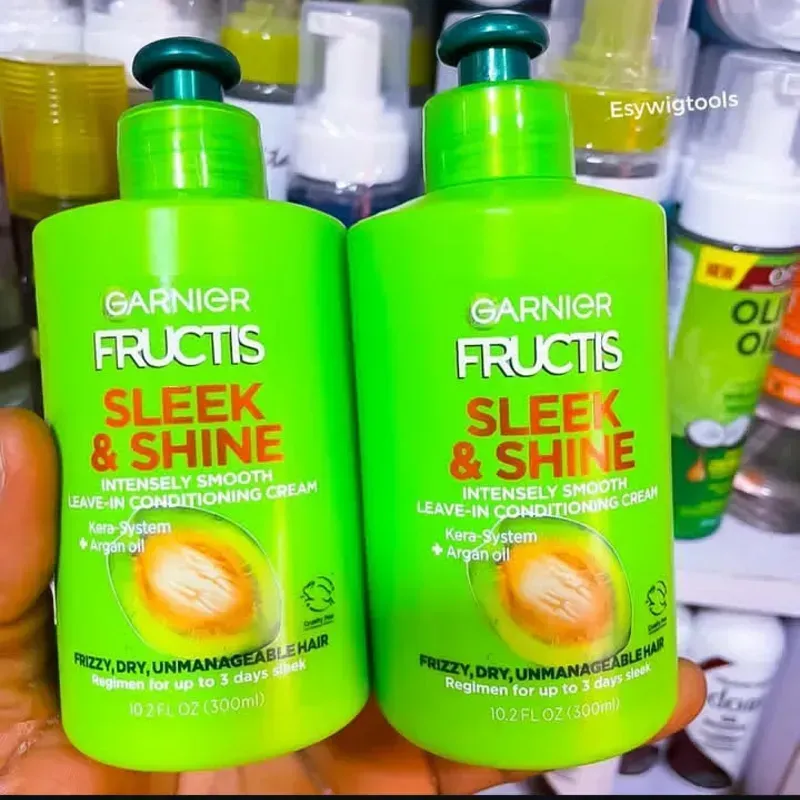 Esywigtools
GARNIER
FRUCTIS
SLEEK
& SHINE
INTENSELY SMOOTH
LEAVE-IN CONDITIONING CREAM
Kera-System
+ Argan oil
Cruelty Free
FRIZZY, DRY, UNMANAGEABLE HAIR
Regimen for up to 3 days sleek
10.2 FL OZ (300ml)
GARNIER
FRUCTIS
SLEEK
& SHINE
INTENSELY SMOOTH
LEAVE-IN CONDITIONING CREAM
Kera-System
+ Argan oil
FRIZZY, DRY, UNMANAGEABLE HAIR
Regimen for up to 3 days sleek
10.2 FL OZ (300ml)
NEW